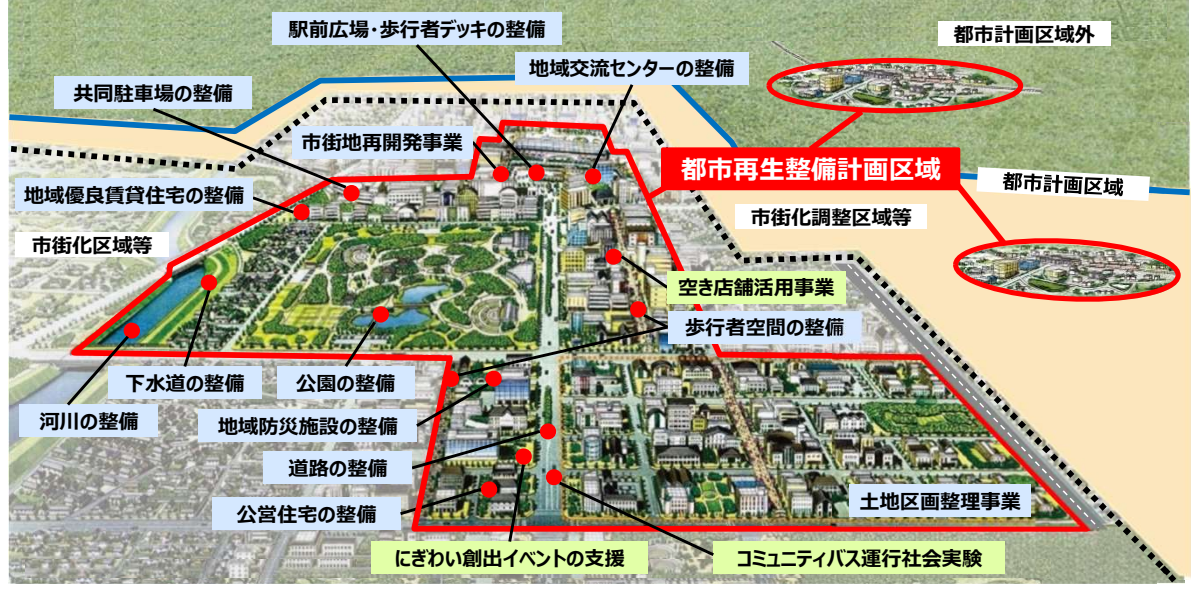 駅前広場・歩行者デッキの整備
都市計画区域外
地域交流センターの整備
共同駐車場の整備
市街地再開発事業
都市再生整備計画区域
都市計画区域
地域優良賃貸住宅の整備
市街化調整区域等
市街化区域等
空き店舗活用事業
歩行者空間の整備
下水道の整備
公園の整備
河川の整備
地域防災施設の整備
道路の整備
土地区画整理事業
公営住宅の整備
にぎわい創出イベントの支援
コミュニティバス運行社会実験